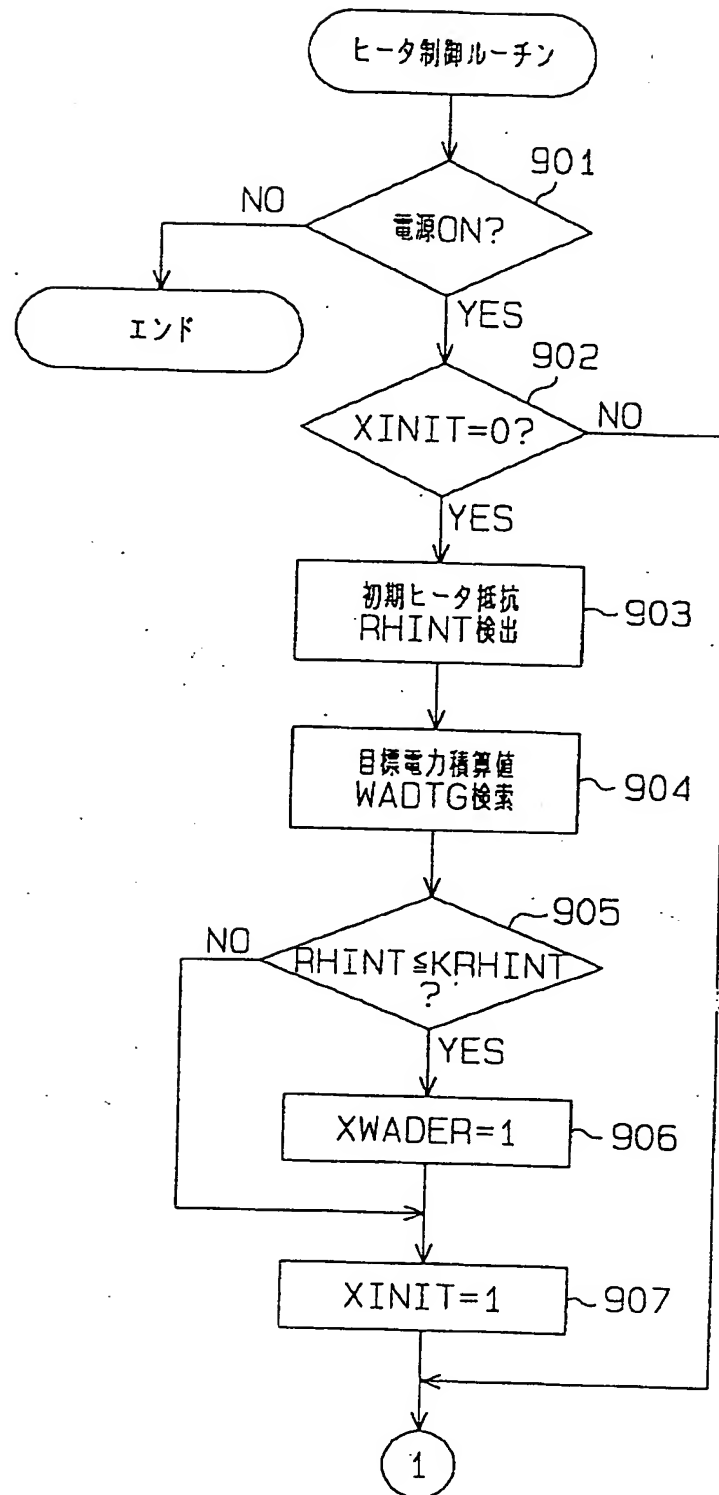 ヒータ制御ルーチン
901
NO
電源ON?
エンド
YES
902
XINIT=0?
NO
YES
初期ヒータ抵抗
RHINT検出
903
目標電力積算値
WADTG検索
904
905
NO
RHINT≦KRHINT
?
YES
XWADER=1
906
XINIT=1
907
1